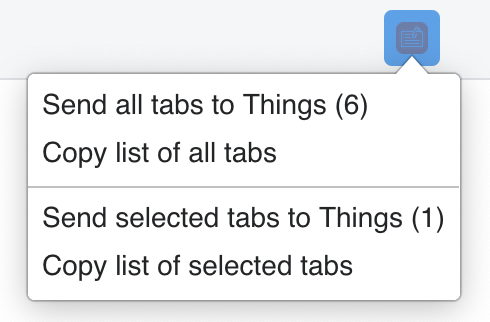 Send all tabs to Things (6)
Copy list of all tabs
Send selected tabs to Things (1)
Copy list of selected tabs